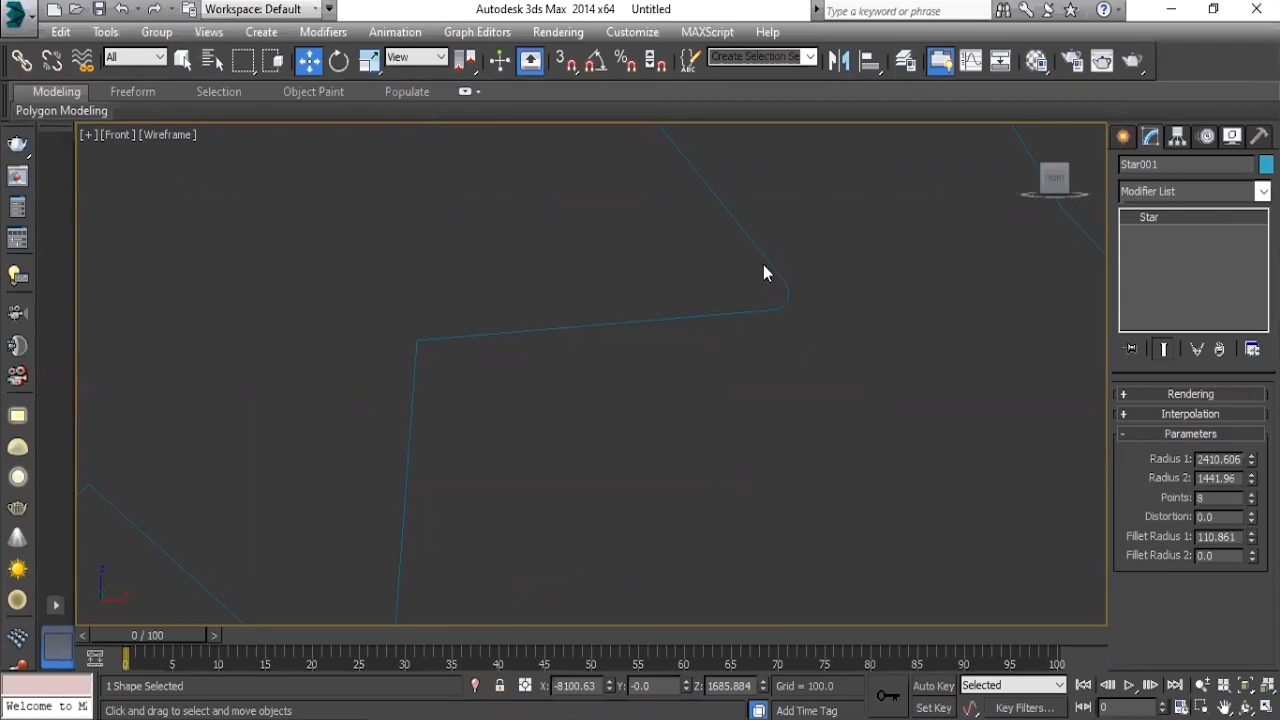 Workspace: Default
Autodesk 3ds Max 2014 x64 Untitled
Type a keyword or phrase
Edit Tools Group Views Create Modifiers Animation Graph Editors Rendering Customize MAXScript Help
All View Create Selection Se
Modeling Freeform Selection Object Paint Populate
Polygon Modeling
[+] [Front] [Wireframe]
Star001
Modifier List
Star
+ Rendering
+ Interpolation
- Parameters
Radius 1: 2410.606
Radius 2: 1441.96
Points: 8
Distortion: 0.0
Fillet Radius 1: 110.861
Fillet Radius 2: 0.0
z
< 0 / 100 >
0 5 10 15 20 25 30 35 40 45 50 55 60 65 70 75 80 85 90 95 100
1 Shape Selected X: -8100.63 Y: -0.0 Z: 1685.884 Grid = 100.0 Auto Key Selected
Welcome to M Click and drag to select and move objects Add Time Tag Set Key Key Filters... 0